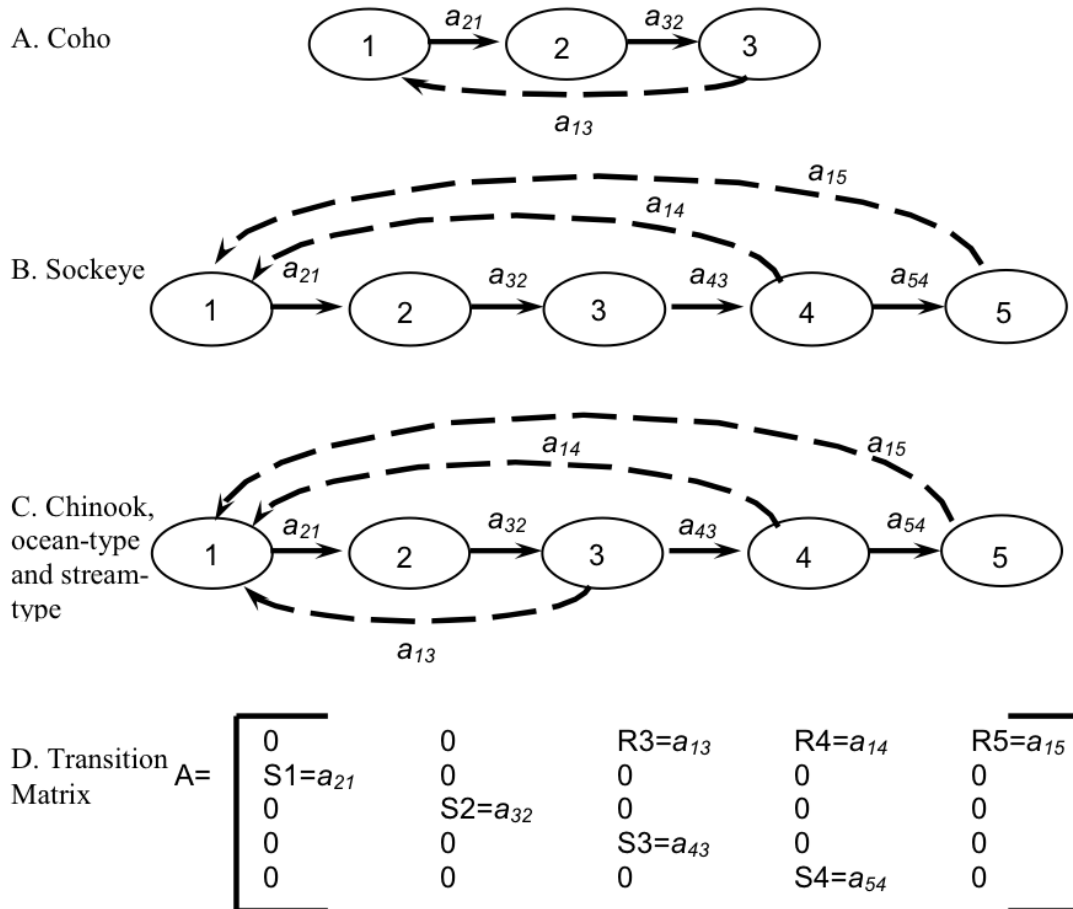 A. Coho
a21 a32
1 2 3
a13
a15
a14
B. Sockeye
a21 a32 a43 a54
1 2 3 4 5
a14 a15
C. Chinook,
ocean-type
and stream-
type
a21 a32 a43 a54
1 2 3 4 5
a13
D. Transition
Matrix
A=
0 0 R3=a13 R4=a14 R5=a15
S1=a21 0 0 0 0
0 S2=a32 0 0 0
0 0 S3=a43 0 0
0 0 0 S4=a54 0